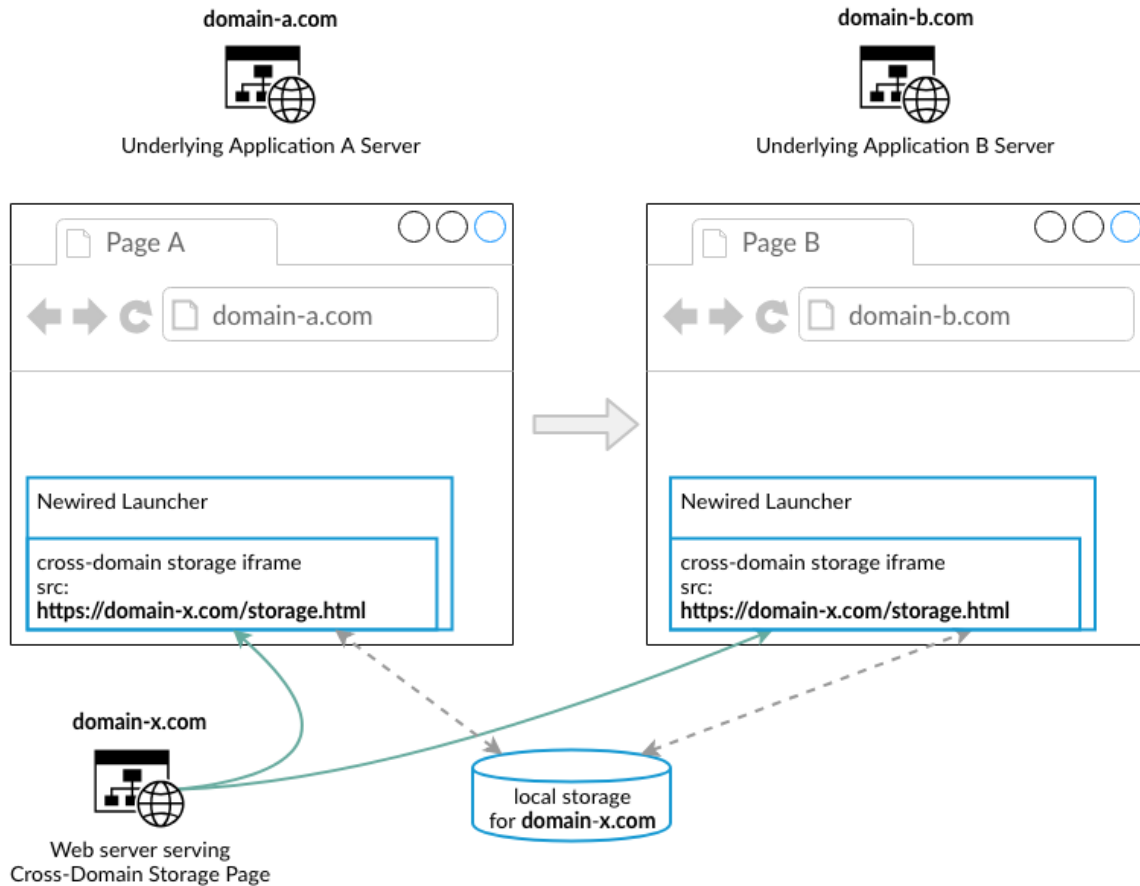 domain-a.com
domain-b.com
Underlying Application A Server
Underlying Application B Server
Page A
Page B
domain-a.com
domain-b.com
Newired Launcher
cross-domain storage iframe
src:
https://domain-x.com/storage.html
Newired Launcher
cross-domain storage iframe
src:
https://domain-x.com/storage.html
domain-x.com
Web server serving
Cross-Domain Storage Page
local storage
for domain-x.com